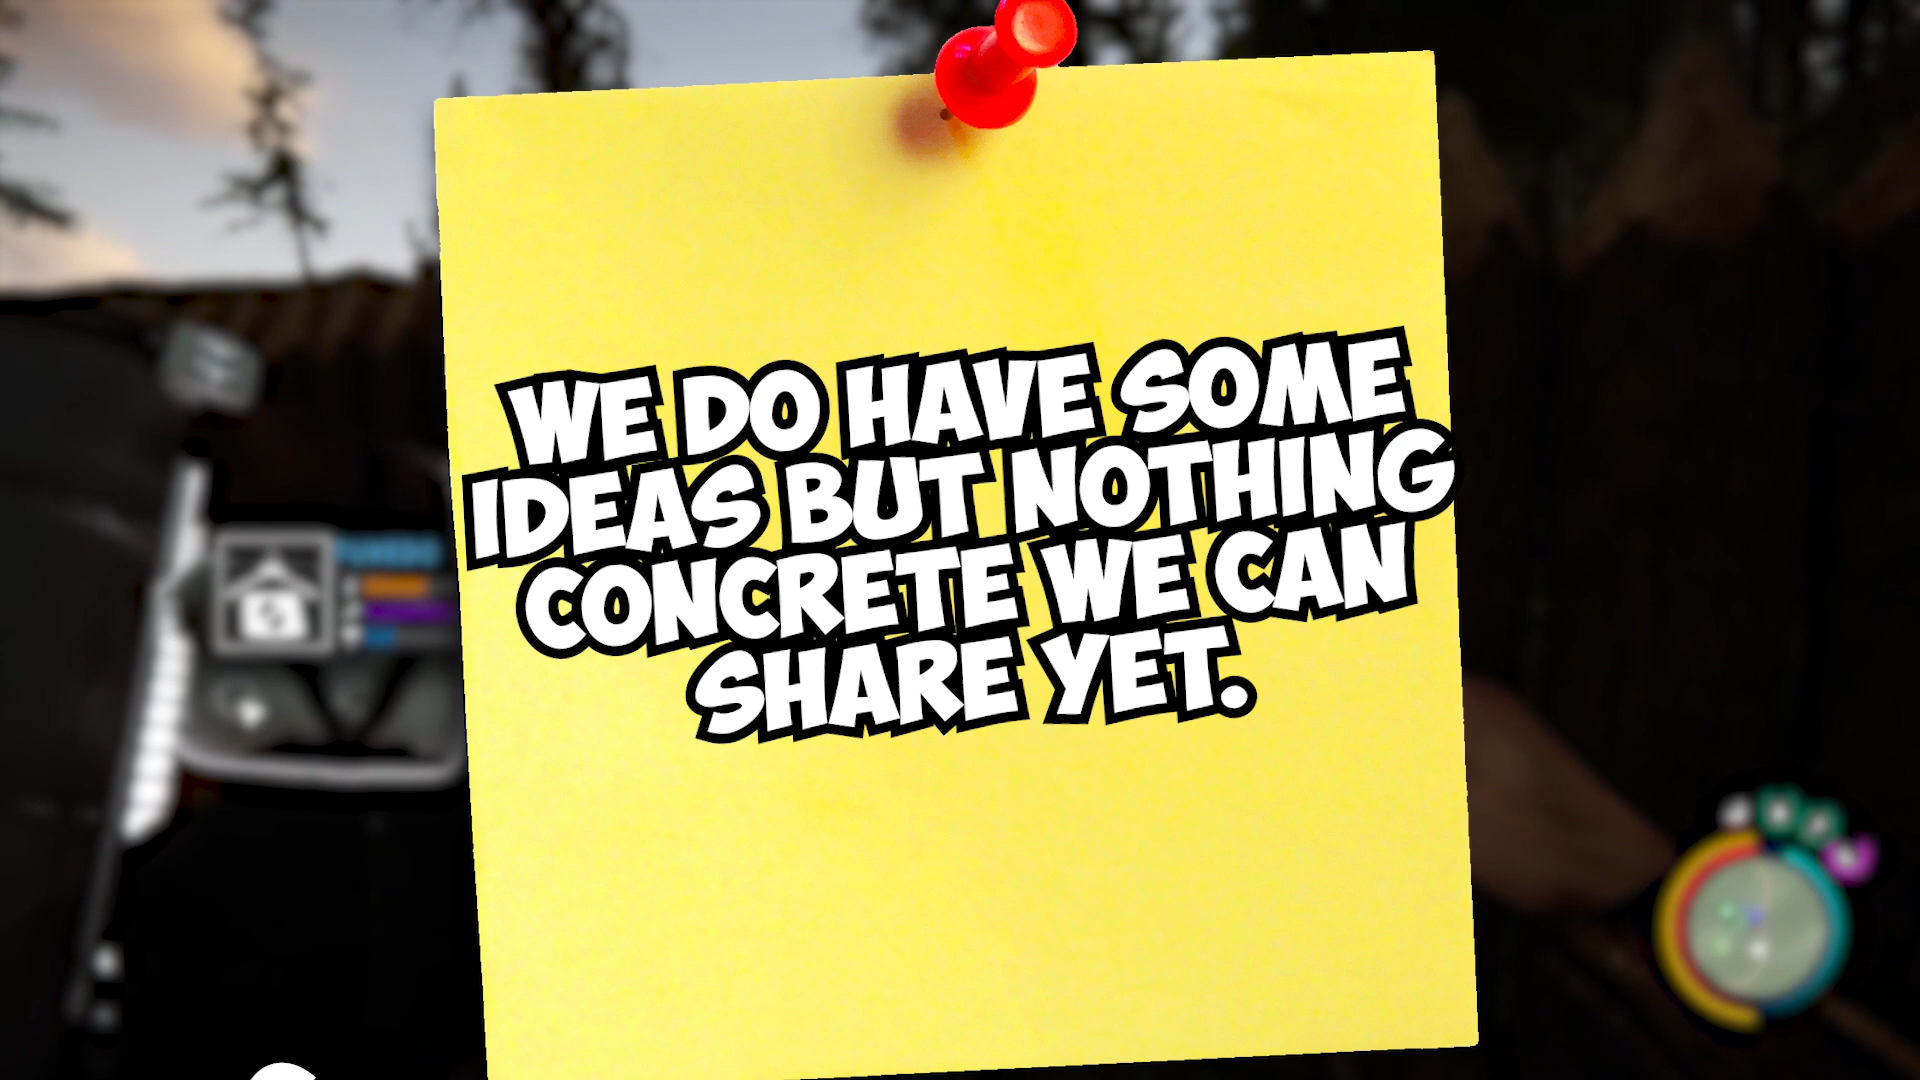 WE DO HAVE SOME
IDEAS BUT NOTHING
CONCRETE WE CAN
SHARE YET.